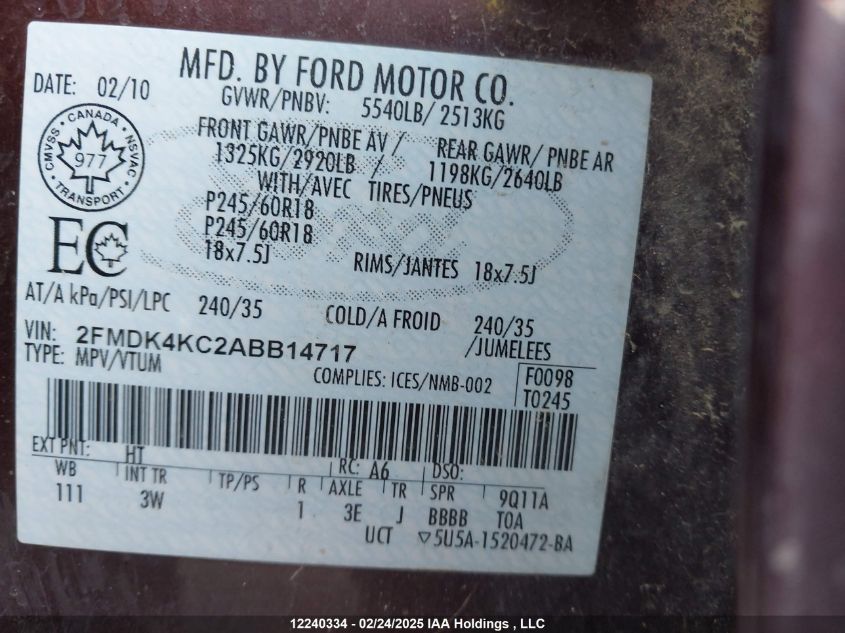 MFD. BY FORD MOTOR CO.
DATE: 02/10
GVWR/PNBV: 5540LB/ 2513KG
CMVSS • CANADA • NSVAC
977
TRANSPORT
FRONT GAWR/PNBE AV / REAR GAWR/ PNBE AR
1325KG/2920LB / 1198KG/2640LB
WITH/AVEC TIRES/PNEUS
P245/60R18
P245/60R18
EC
18x7.5J RIMS/JANTES 18x7.5J
AT/A kPa/PSI/LPC 240/35 COLD/A FROID 240/35
VIN: 2FMDK4KC2ABB14717 /JUMELEES
TYPE: MPV/VTUM
COMPLIES: ICES/NMB-002 F0098
T0245
EXT PNT: HT RC: A6 DSO:
WB INT TR TP/PS R AXLE TR SPR 9Q11A
111 3W 1 3E J BBBB T0A
UCT ▽5U5A-1520472-BA
12240334 - 02/24/2025 IAA Holdings , LLC